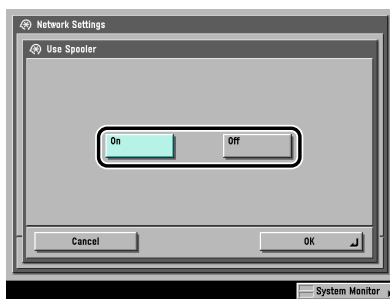 Network Settings
Use Spooler
On Off
Cancel OK
System Monitor